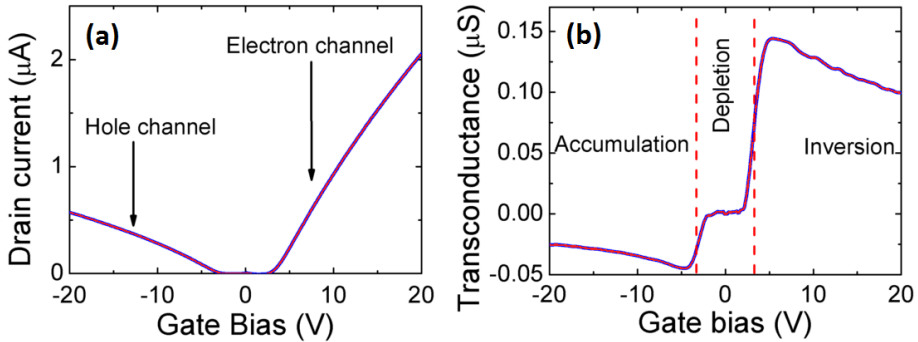 (a)
Electron channel
Hole channel
Drain current (μA)
2
1
0
-20 -10 0 10 20
Gate Bias (V)
(b)
Depletion
Accumulation
Inversion
Transconductance (μS)
0.15
0.10
0.05
0.00
-0.05
-20 -10 0 10 20
Gate bias (V)